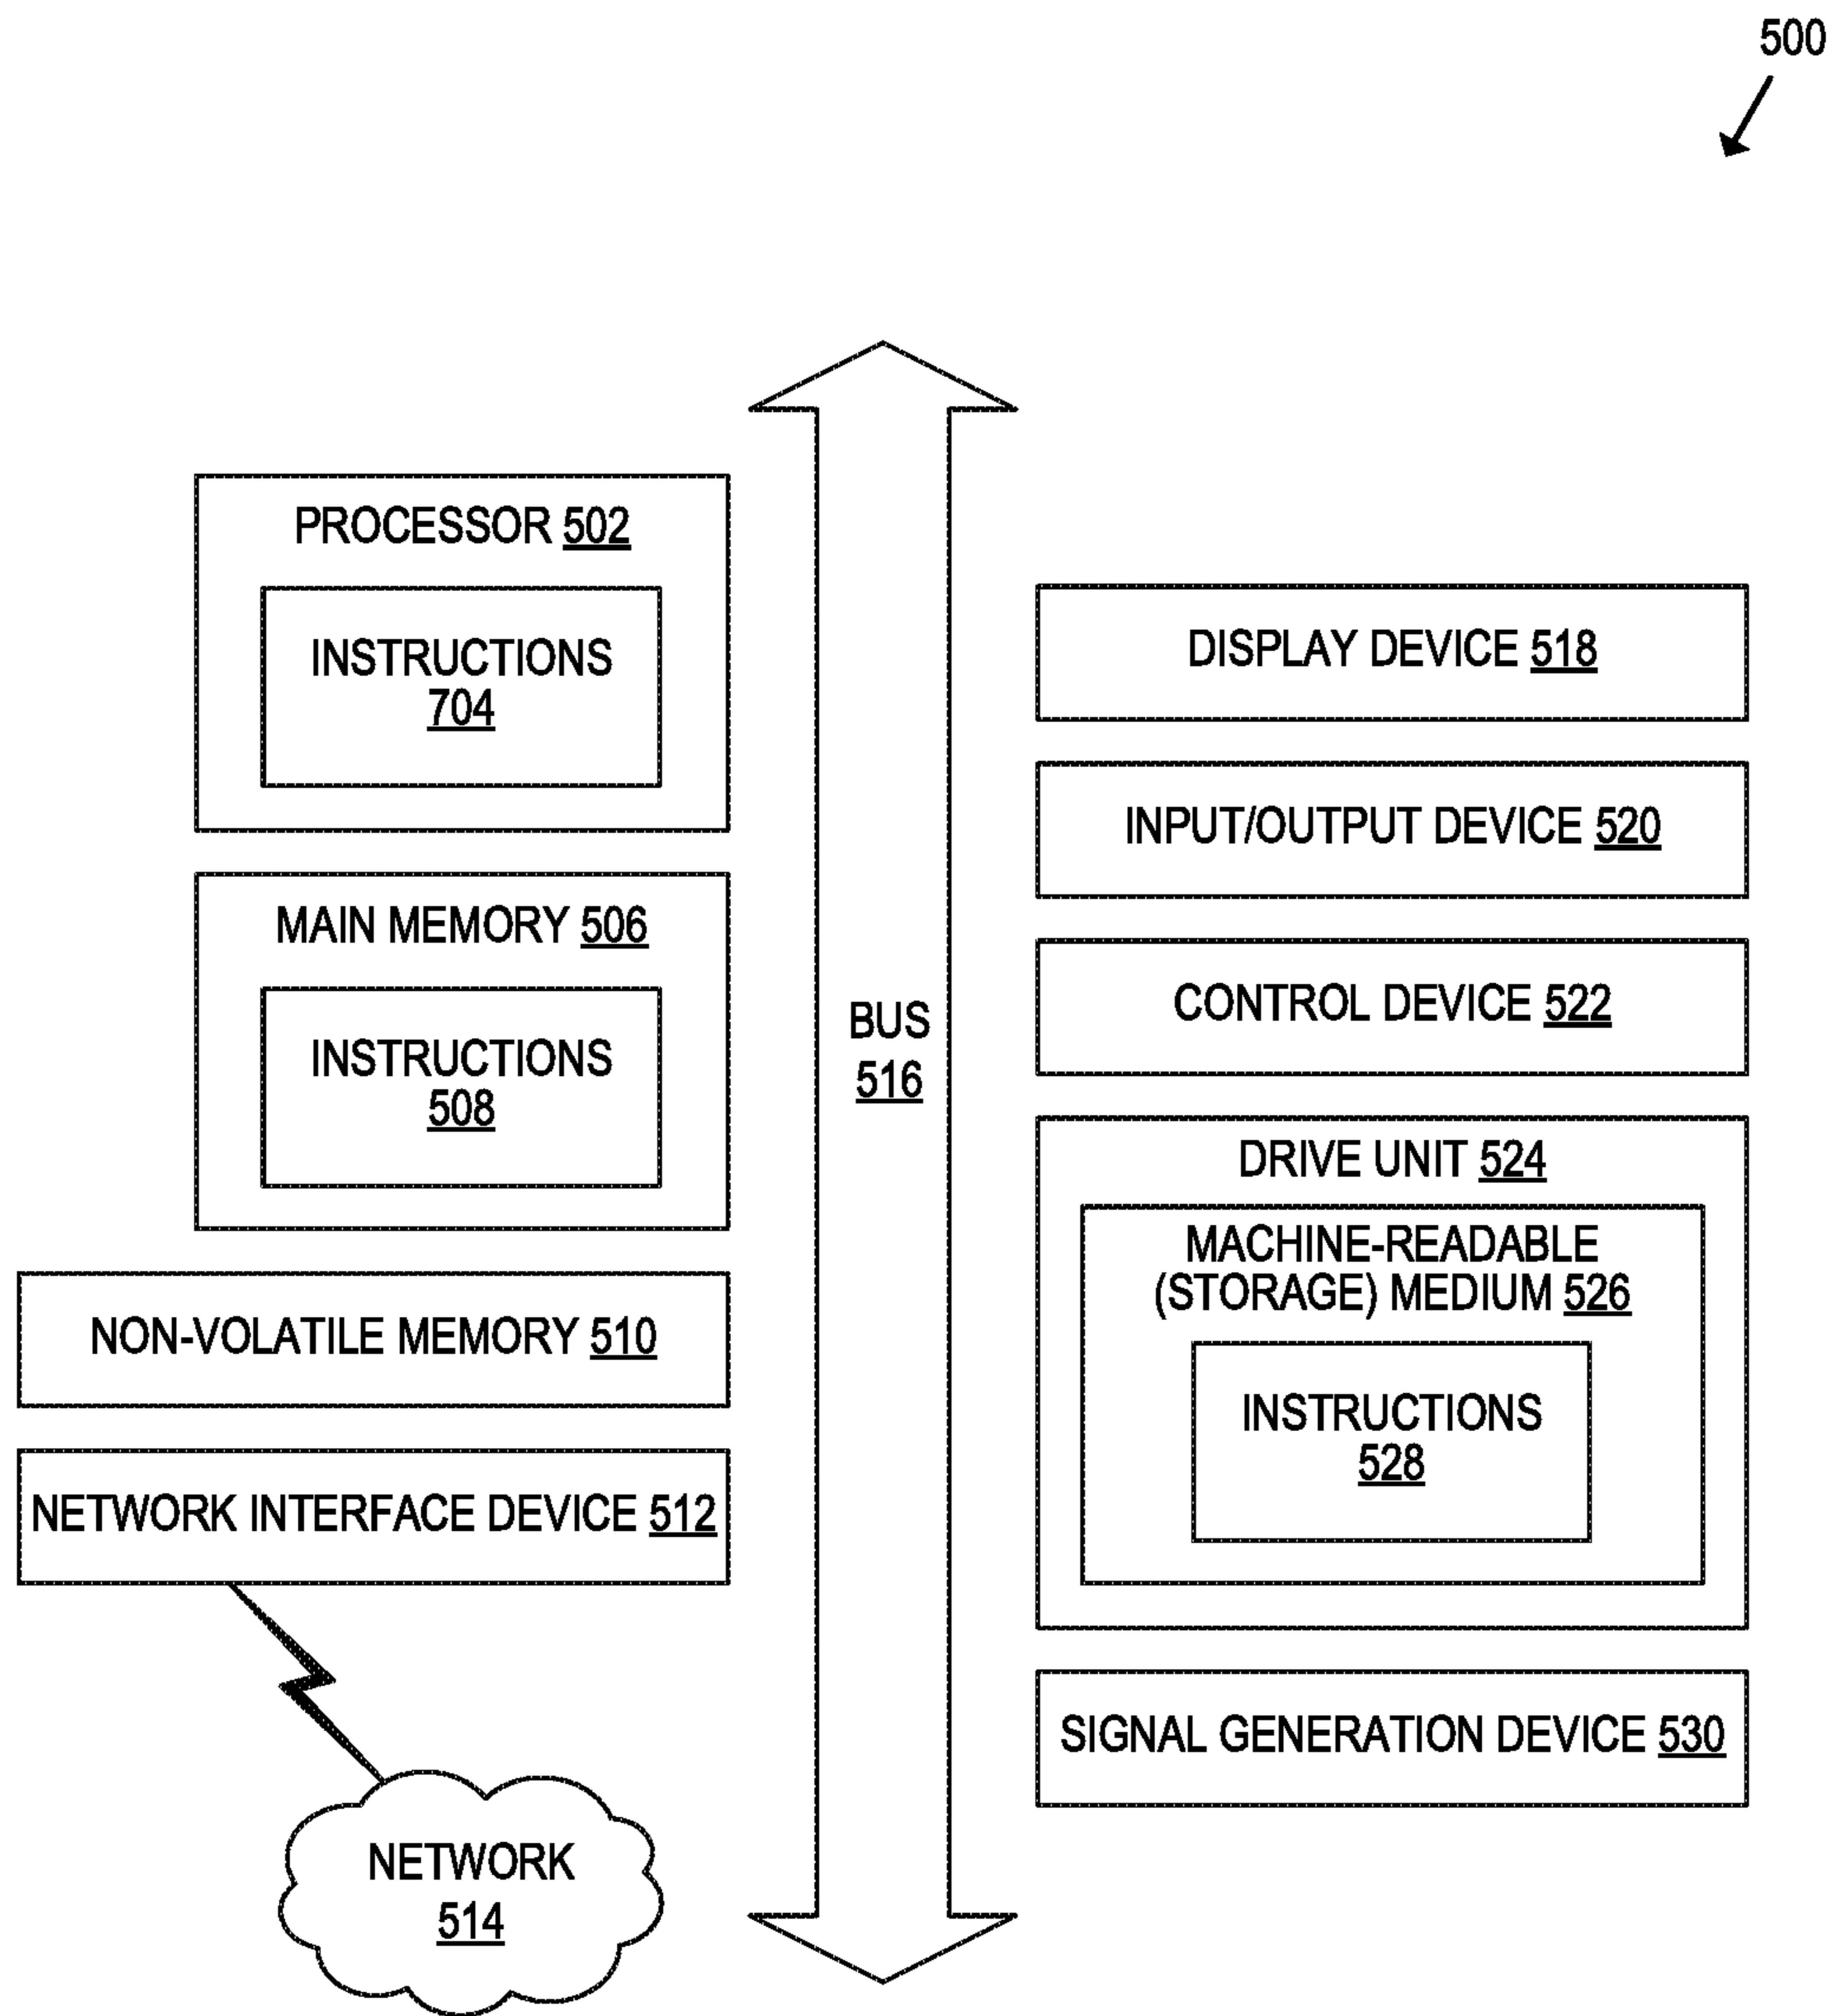 500
PROCESSOR 502
INSTRUCTIONS
704
MAIN MEMORY 506
INSTRUCTIONS
508
NON-VOLATILE MEMORY 510
NETWORK INTERFACE DEVICE 512
NETWORK
514
BUS
516
DISPLAY DEVICE 518
INPUT/OUTPUT DEVICE 520
CONTROL DEVICE 522
DRIVE UNIT 524
MACHINE-READABLE
(STORAGE) MEDIUM 526
INSTRUCTIONS
528
SIGNAL GENERATION DEVICE 530